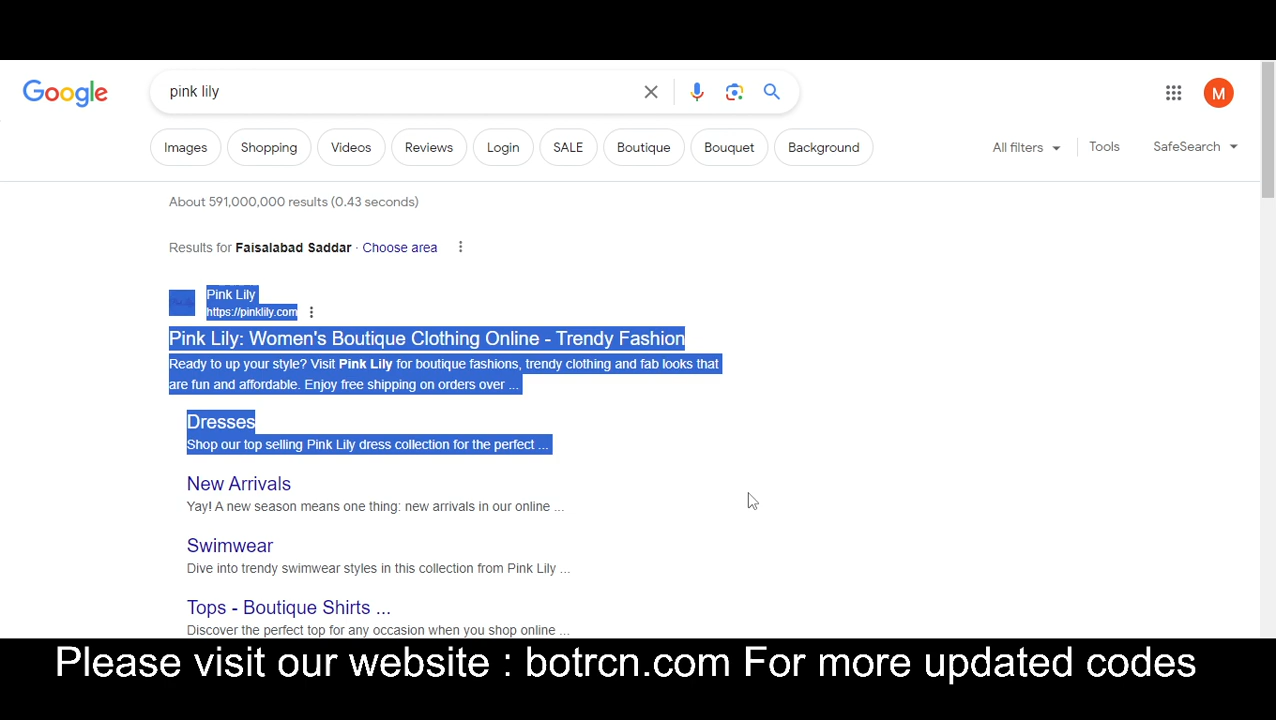 Google
pink lily
M
Images
Shopping
Videos
Reviews
Login
SALE
Boutique
Bouquet
Background
All filters
Tools
SafeSearch
About 591,000,000 results (0.43 seconds)
Results for Faisalabad Saddar · Choose area
Pink Lily
https://pinklily.com
Pink Lily: Women's Boutique Clothing Online - Trendy Fashion
Ready to up your style? Visit Pink Lily for boutique fashions, trendy clothing and fab looks that
are fun and affordable. Enjoy free shipping on orders over ...
Dresses
Shop our top selling Pink Lily dress collection for the perfect ...
New Arrivals
Yay! A new season means one thing: new arrivals in our online ...
Swimwear
Dive into trendy swimwear styles in this collection from Pink Lily ...
Tops - Boutique Shirts ...
Discover the perfect top for any occasion when you shop online ...
Please visit our website : botrcn.com For more updated codes